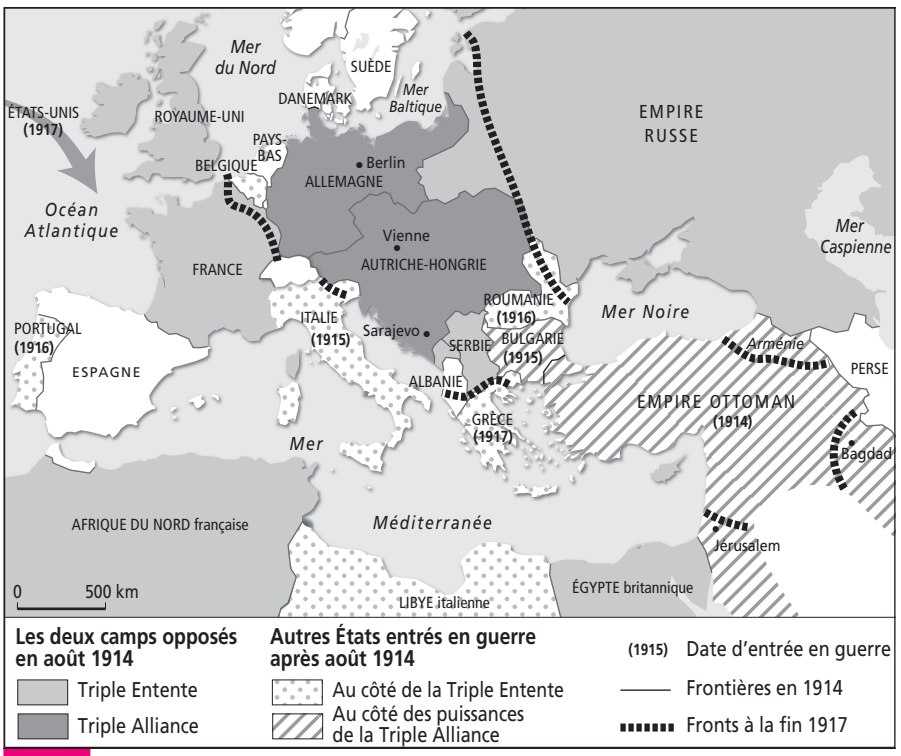 Mer
du Nord
SUÈDE
DANEMARK
Mer
Baltique
ÉTATS-UNIS
(1917)
ROYAUME-UNI
EMPIRE
RUSSE
PAYS-
BAS
BELGIQUE
Berlin
ALLEMAGNE
Océan
Atlantique
Vienne
AUTRICHE-HONGRIE
Mer
Caspienne
FRANCE
ROUMANIE
(1916)
Mer Noire
ITALIE
(1915)
PORTUGAL
(1916)
Sarajevo
SERBIE
BULGARIE
(1915)
Arménie
ESPAGNE
ALBANIE
PERSE
EMPIRE OTTOMAN
(1914)
GRÈCE
(1917)
Mer
Bagdad
AFRIQUE DU NORD française
Méditerranée
Jérusalem
ÉGYPTE britannique
LIBYE italienne
0 500 km
Les deux camps opposés
en août 1914
Triple Entente
Triple Alliance
Autres États entrés en guerre
après août 1914
Au côté de la Triple Entente
Au côté des puissances
de la Triple Alliance
(1915) Date d'entrée en guerre
Frontières en 1914
Fronts à la fin 1917